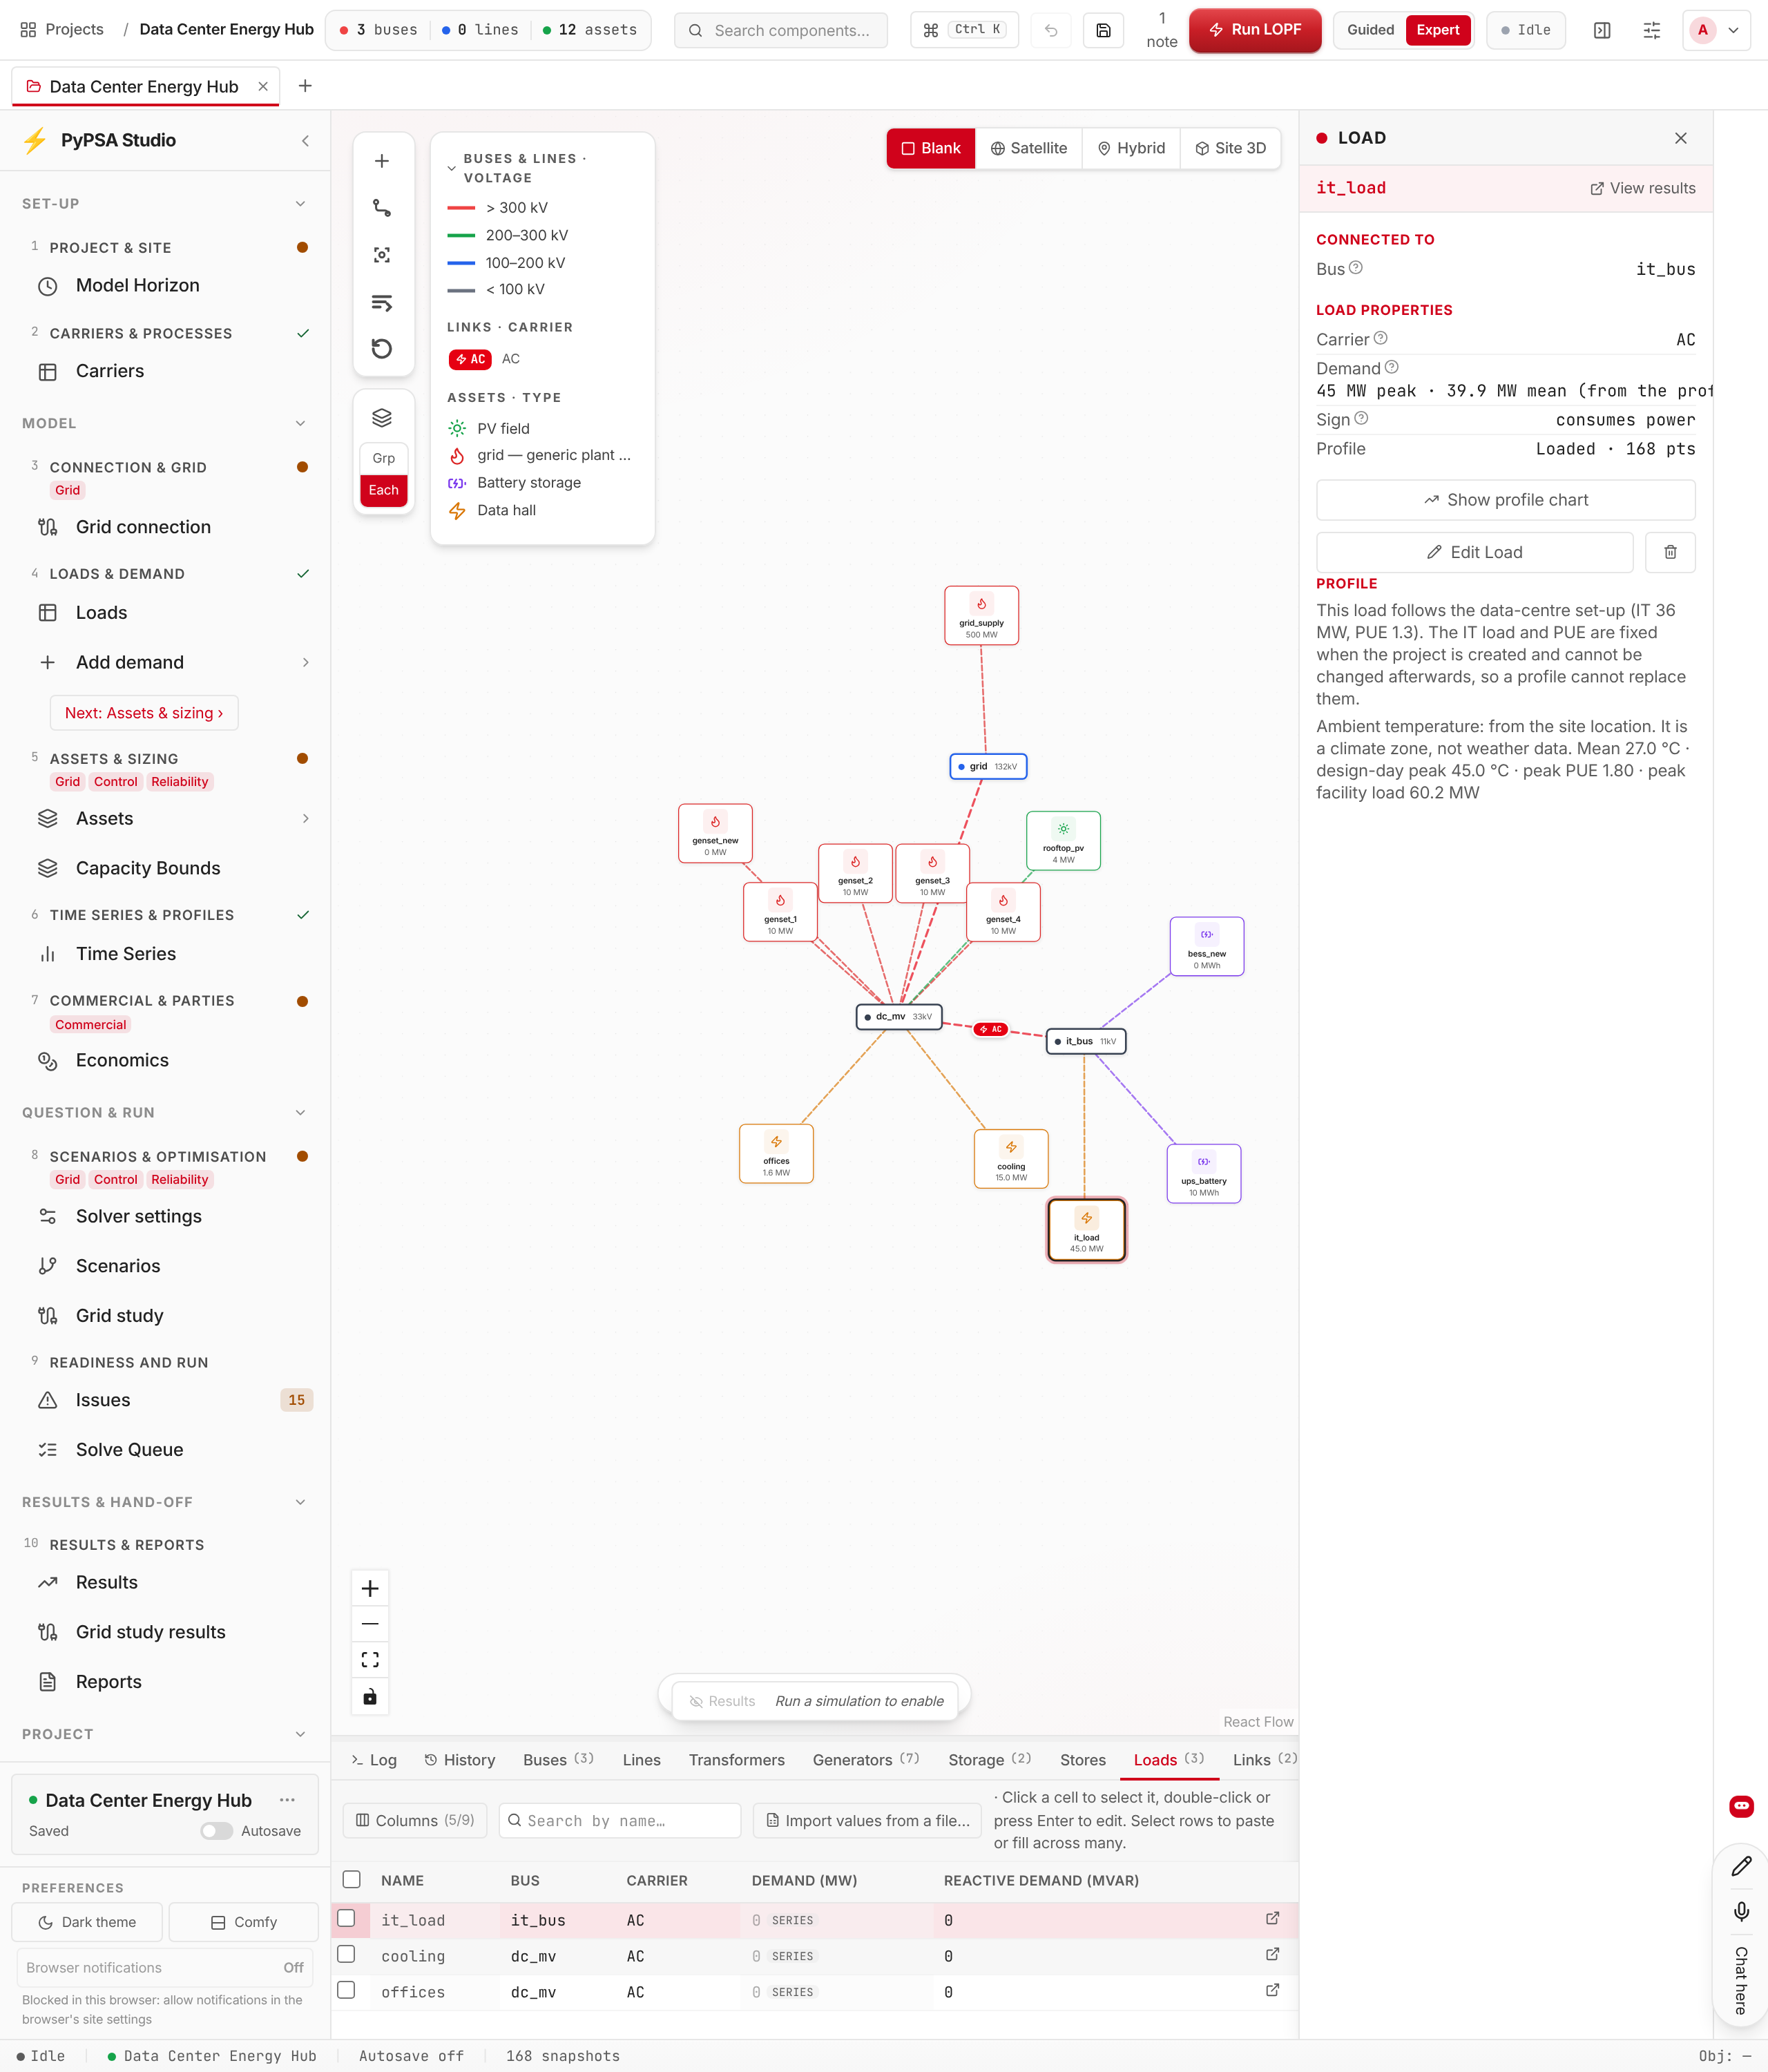 Projects / Data Center Energy Hub
3 buses 0 lines 12 assets
Search components...
Ctrl K
1 note
Run LOPF
Guided Expert
Idle
A
Data Center Energy Hub
PyPSA Studio
SET-UP
1 PROJECT & SITE
Model Horizon
2 CARRIERS & PROCESSES
Carriers
MODEL
3 CONNECTION & GRID
Grid
Grid connection
4 LOADS & DEMAND
Loads
Add demand
Next: Assets & sizing ›
5 ASSETS & SIZING
Grid Control Reliability
Assets
Capacity Bounds
6 TIME SERIES & PROFILES
Time Series
7 COMMERCIAL & PARTIES
Commercial
Economics
QUESTION & RUN
8 SCENARIOS & OPTIMISATION
Grid Control Reliability
Solver settings
Scenarios
Grid study
9 READINESS AND RUN
Issues 15
Solve Queue
RESULTS & HAND-OFF
10 RESULTS & REPORTS
Results
Grid study results
Reports
PROJECT
Data Center Energy Hub ···
Saved Autosave
PREFERENCES
Dark theme Comfy
Browser notifications Off
Blocked in this browser: allow notifications in the
browser's site settings
Grp
Each
BUSES & LINES ·
VOLTAGE
> 300 kV
200–300 kV
100–200 kV
< 100 kV
LINKS · CARRIER
AC AC
ASSETS · TYPE
PV field
grid — generic plant ...
Battery storage
Data hall
Blank Satellite Hybrid Site 3D
grid_supply
500 MW
grid 132kV
genset_new
0 MW
genset_2
10 MW
genset_3
10 MW
rooftop_pv
4 MW
genset_1
10 MW
genset_4
10 MW
bess_new
0 MWh
dc_mv 33kV
AC
it_bus 11kV
offices
1.6 MW
cooling
15.0 MW
ups_battery
10 MWh
it_load
45.0 MW
Results Run a simulation to enable
React Flow
Log History Buses (3) Lines Transformers Generators (7) Storage (2) Stores Loads (3) Links (2)
Columns (5/9)
Search by name…
Import values from a file...
· Click a cell to select it, double-click or
press Enter to edit. Select rows to paste
or fill across many.
NAME BUS CARRIER DEMAND (MW) REACTIVE DEMAND (MVAR)
it_load it_bus AC 0 SERIES 0
cooling dc_mv AC 0 SERIES 0
offices dc_mv AC 0 SERIES 0
LOAD
it_load View results
CONNECTED TO
Bus it_bus
LOAD PROPERTIES
Carrier AC
Demand
45 MW peak · 39.9 MW mean (from the prof
Sign consumes power
Profile Loaded · 168 pts
Show profile chart
Edit Load
PROFILE
This load follows the data-centre set-up (IT 36
MW, PUE 1.3). The IT load and PUE are fixed
when the project is created and cannot be
changed afterwards, so a profile cannot replace
them.
Ambient temperature: from the site location. It is
a climate zone, not weather data. Mean 27.0 °C ·
design-day peak 45.0 °C · peak PUE 1.80 · peak
facility load 60.2 MW
Chat here
Idle Data Center Energy Hub Autosave off 168 snapshots Obj: —